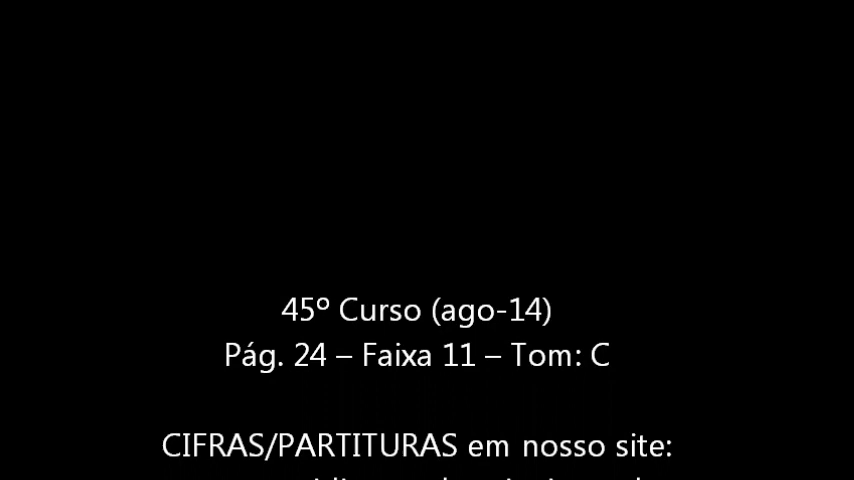 45º Curso (ago-14)
Pág. 24 – Faixa 11 – Tom: C
CIFRAS/PARTITURAS em nosso site: